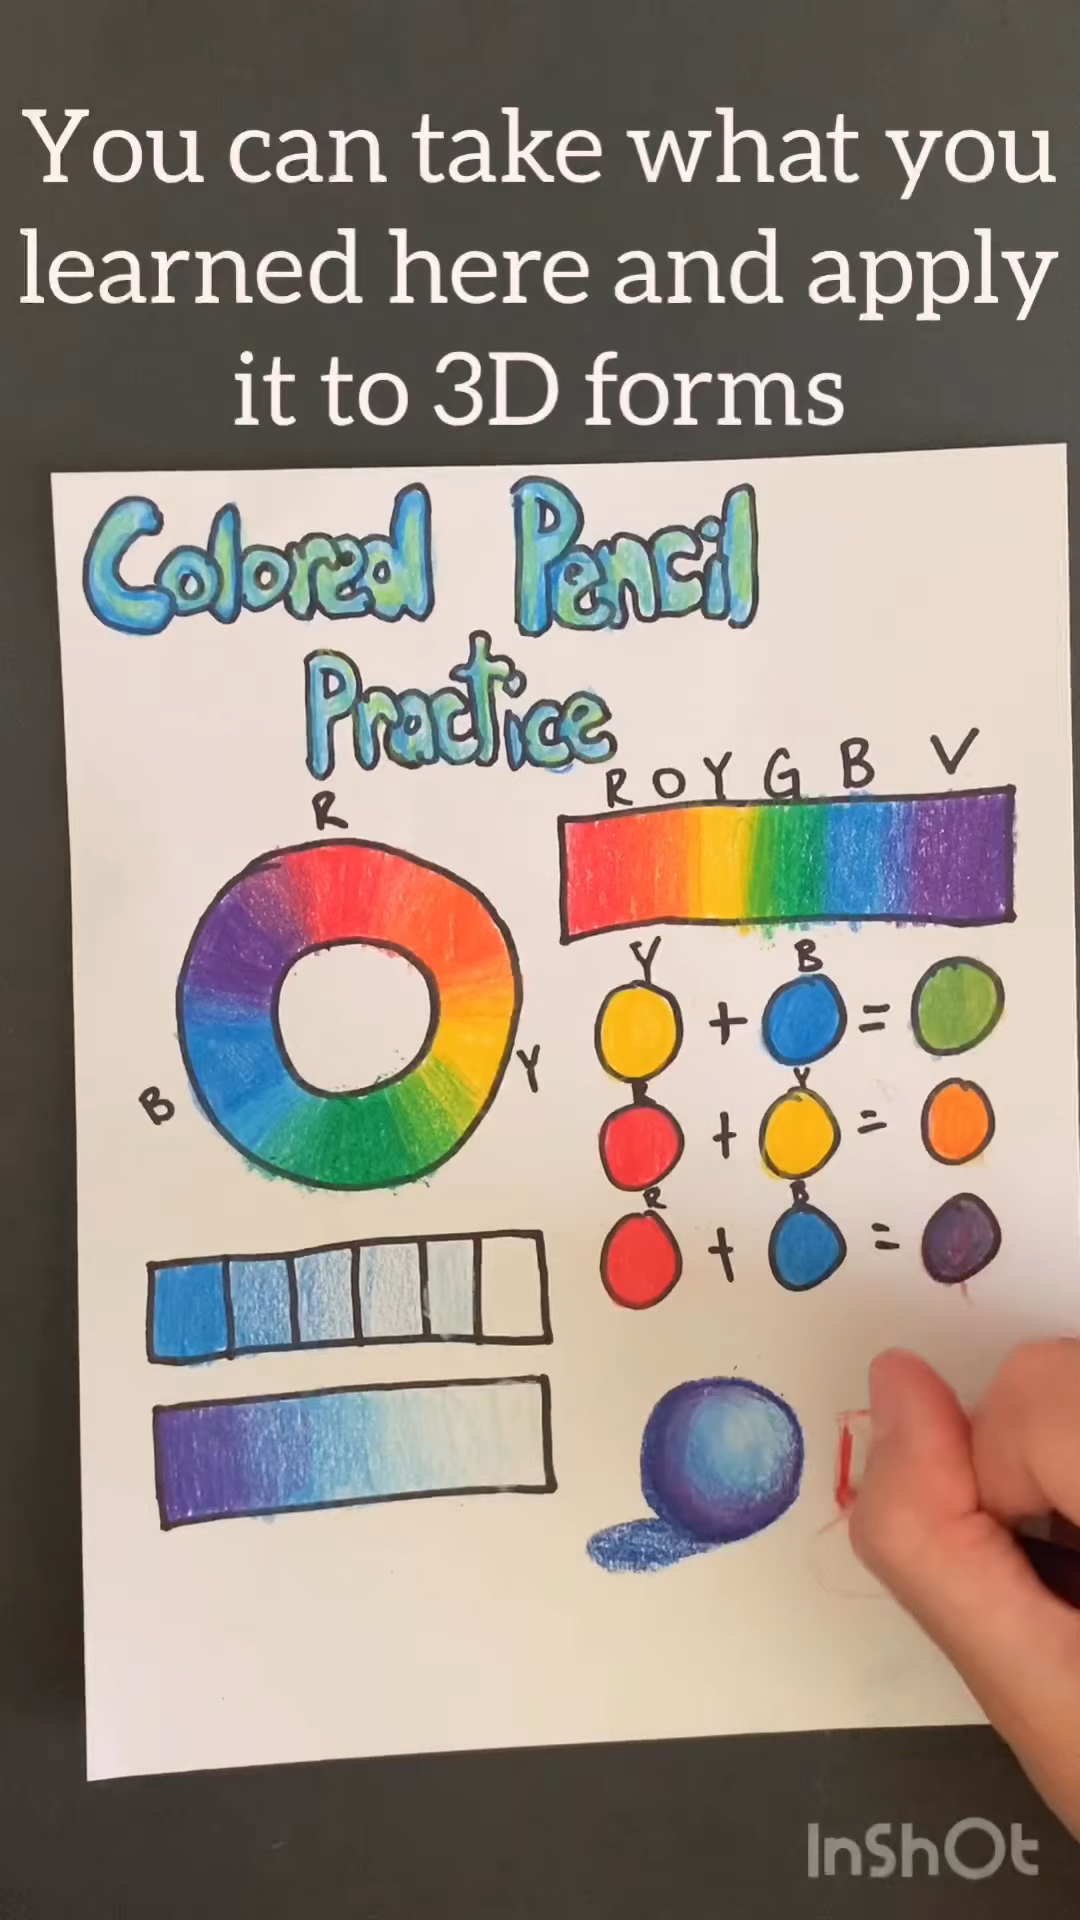 You can take what you
learned here and apply
it to 3D forms
Colored Pencil
Practice
R O Y G B V
R
Y
B
Y + B =
R + Y =
R + B =
InShOt